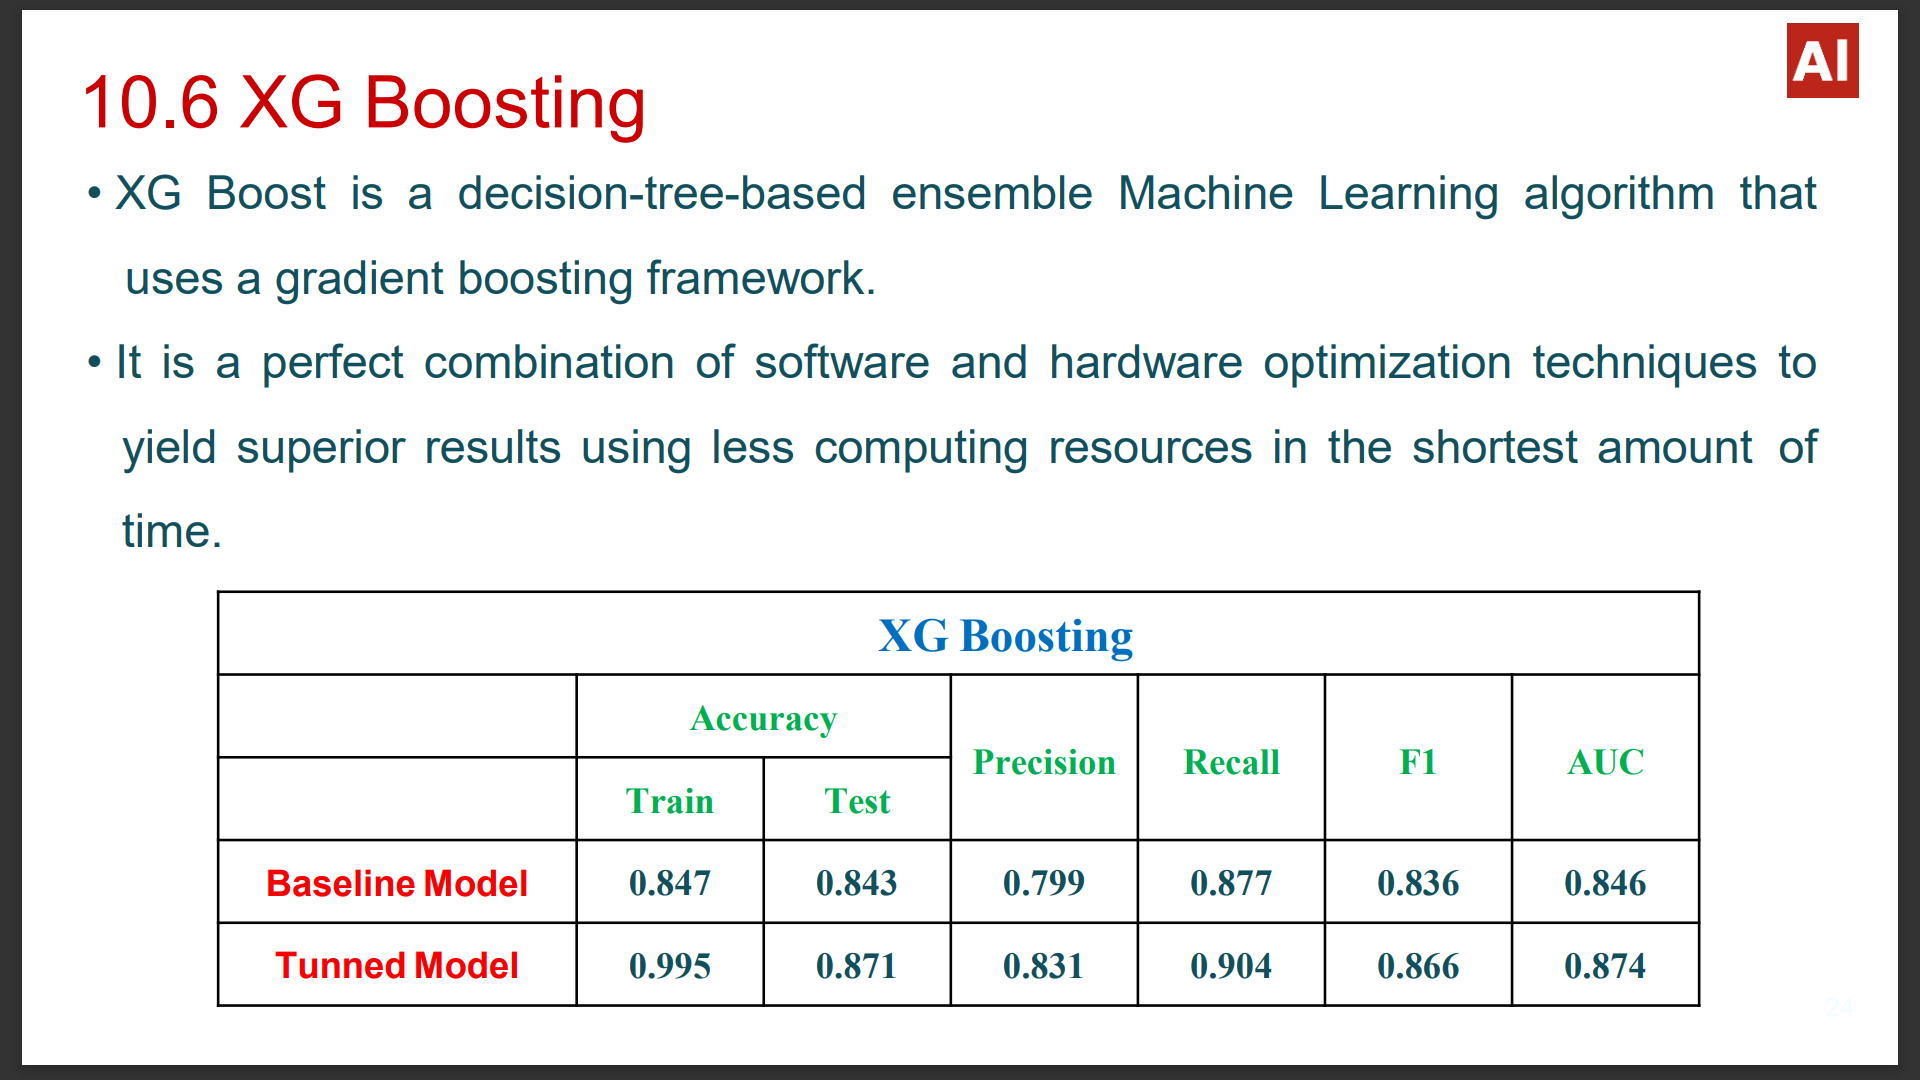 AI
10.6 XG Boosting
• XG Boost is a decision-tree-based ensemble Machine Learning algorithm that
uses a gradient boosting framework.
• It is a perfect combination of software and hardware optimization techniques to
yield superior results using less computing resources in the shortest amount of
time.
XG Boosting
Accuracy
Precision Recall F1 AUC
Train Test
Baseline Model 0.847 0.843 0.799 0.877 0.836 0.846
Tunned Model 0.995 0.871 0.831 0.904 0.866 0.874
24